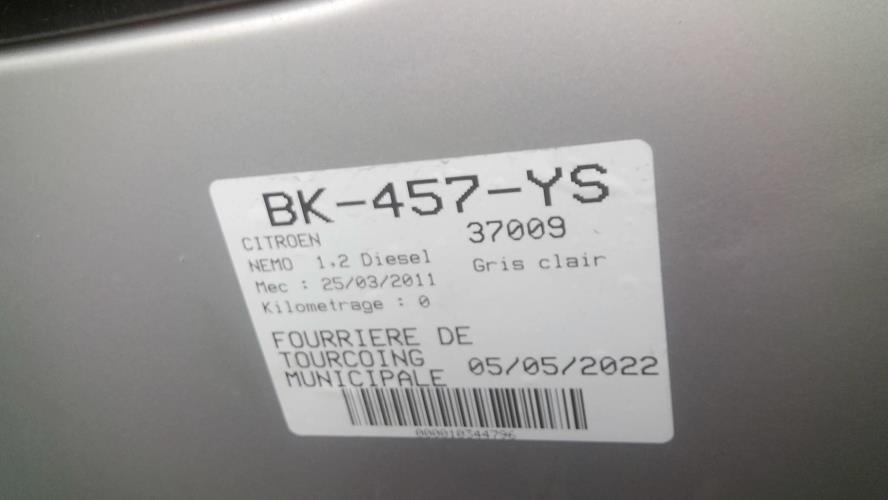 BK-457-YS
CITROEN 37009
NEMO 1.2 Diesel Gris clair
Mec : 25/03/2011
Kilometrage : 0
FOURRIERE DE
TOURCOING
MUNICIPALE 05/05/2022
000010344796